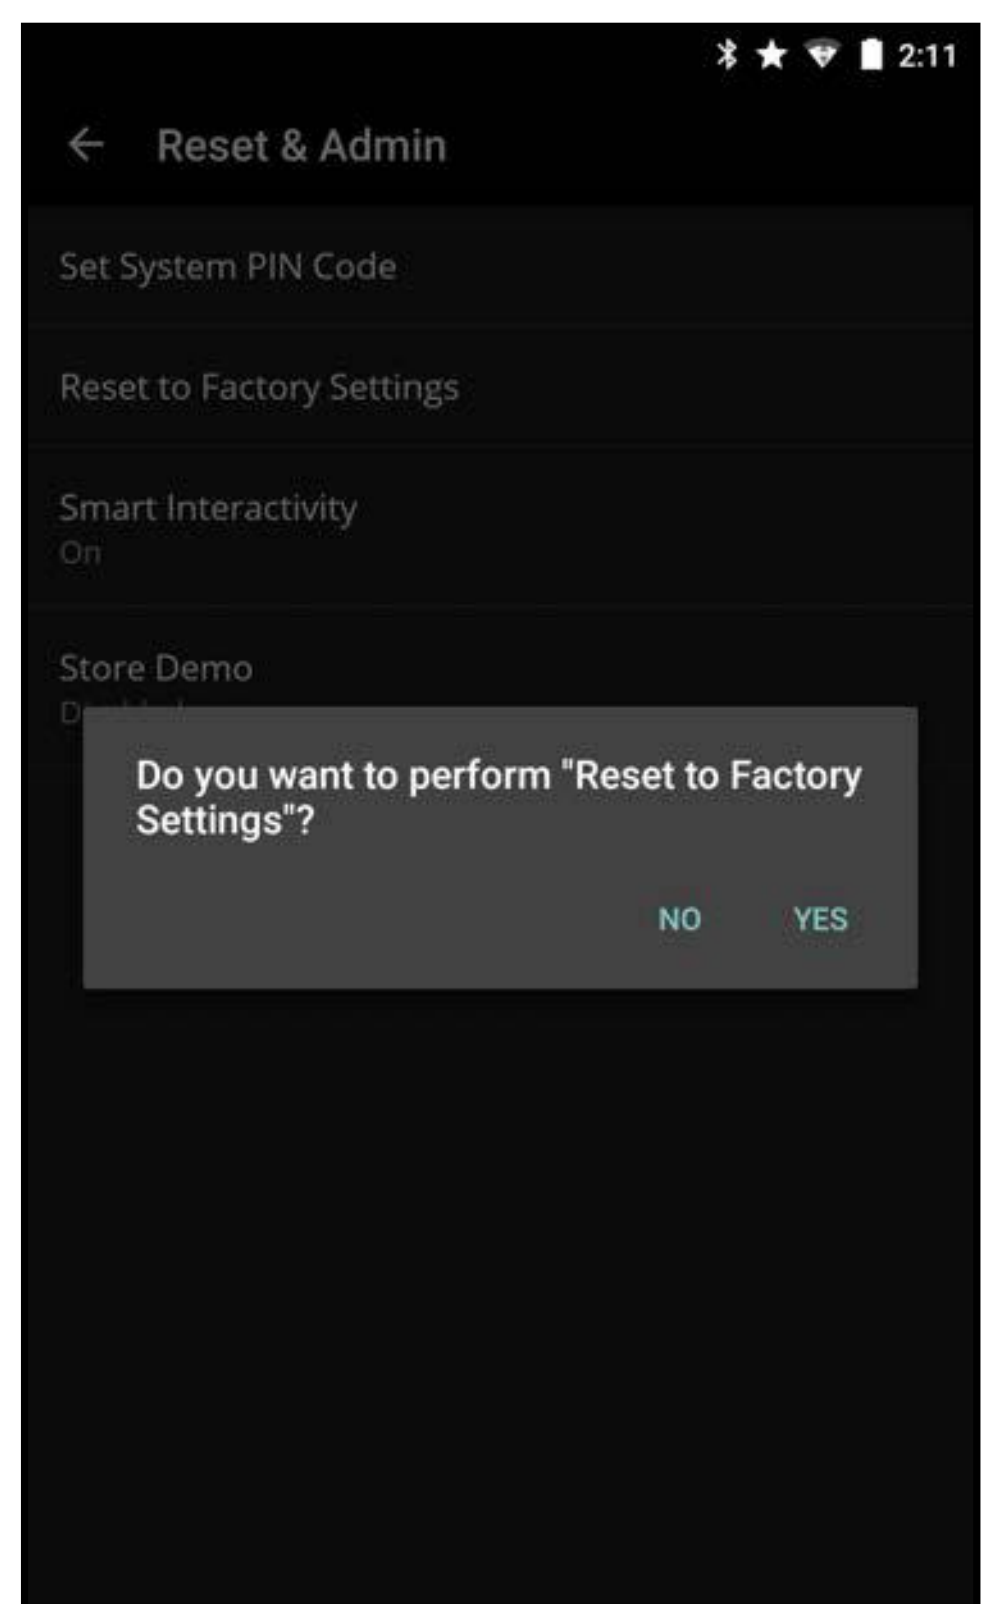 2:11
Reset & Admin
Set System PIN Code
Reset to Factory Settings
Smart Interactivity
On
Store Demo
Do you want to perform "Reset to Factory
Settings"?
NO YES